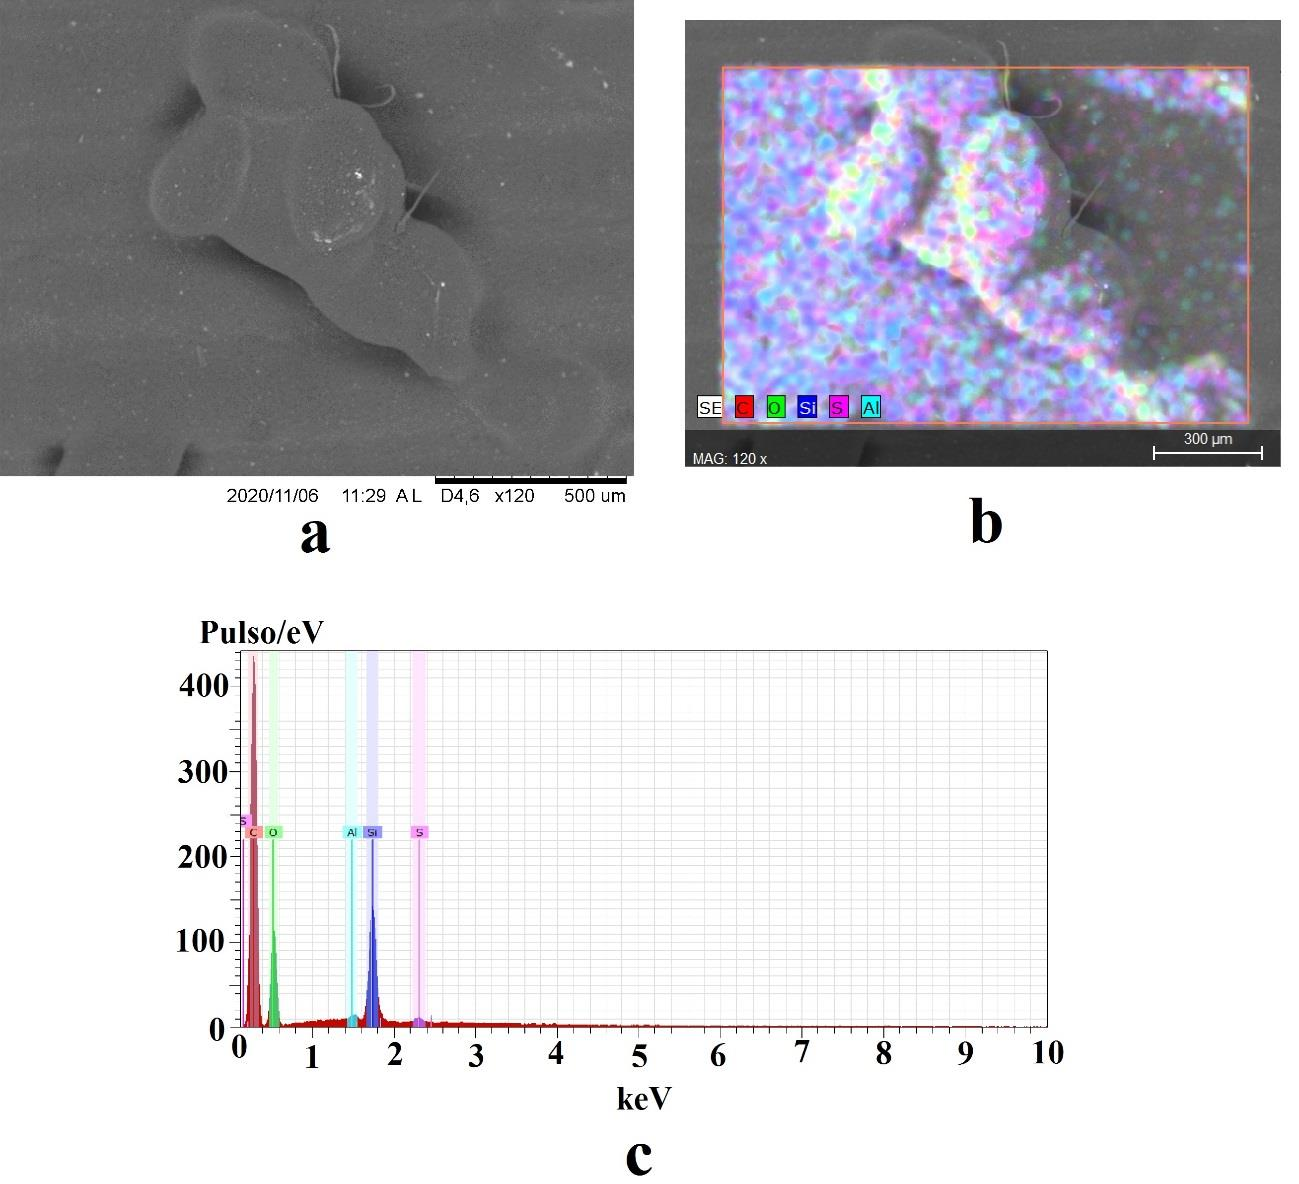 2020/11/06 11:29 A L D4,6 x120 500 um
a
SE C O Si S Al
MAG: 120 x
300 µm
b
Pulso/eV
400
300
200
100
0
S C O Al Si S
0 1 2 3 4 5 6 7 8 9 10
keV
c